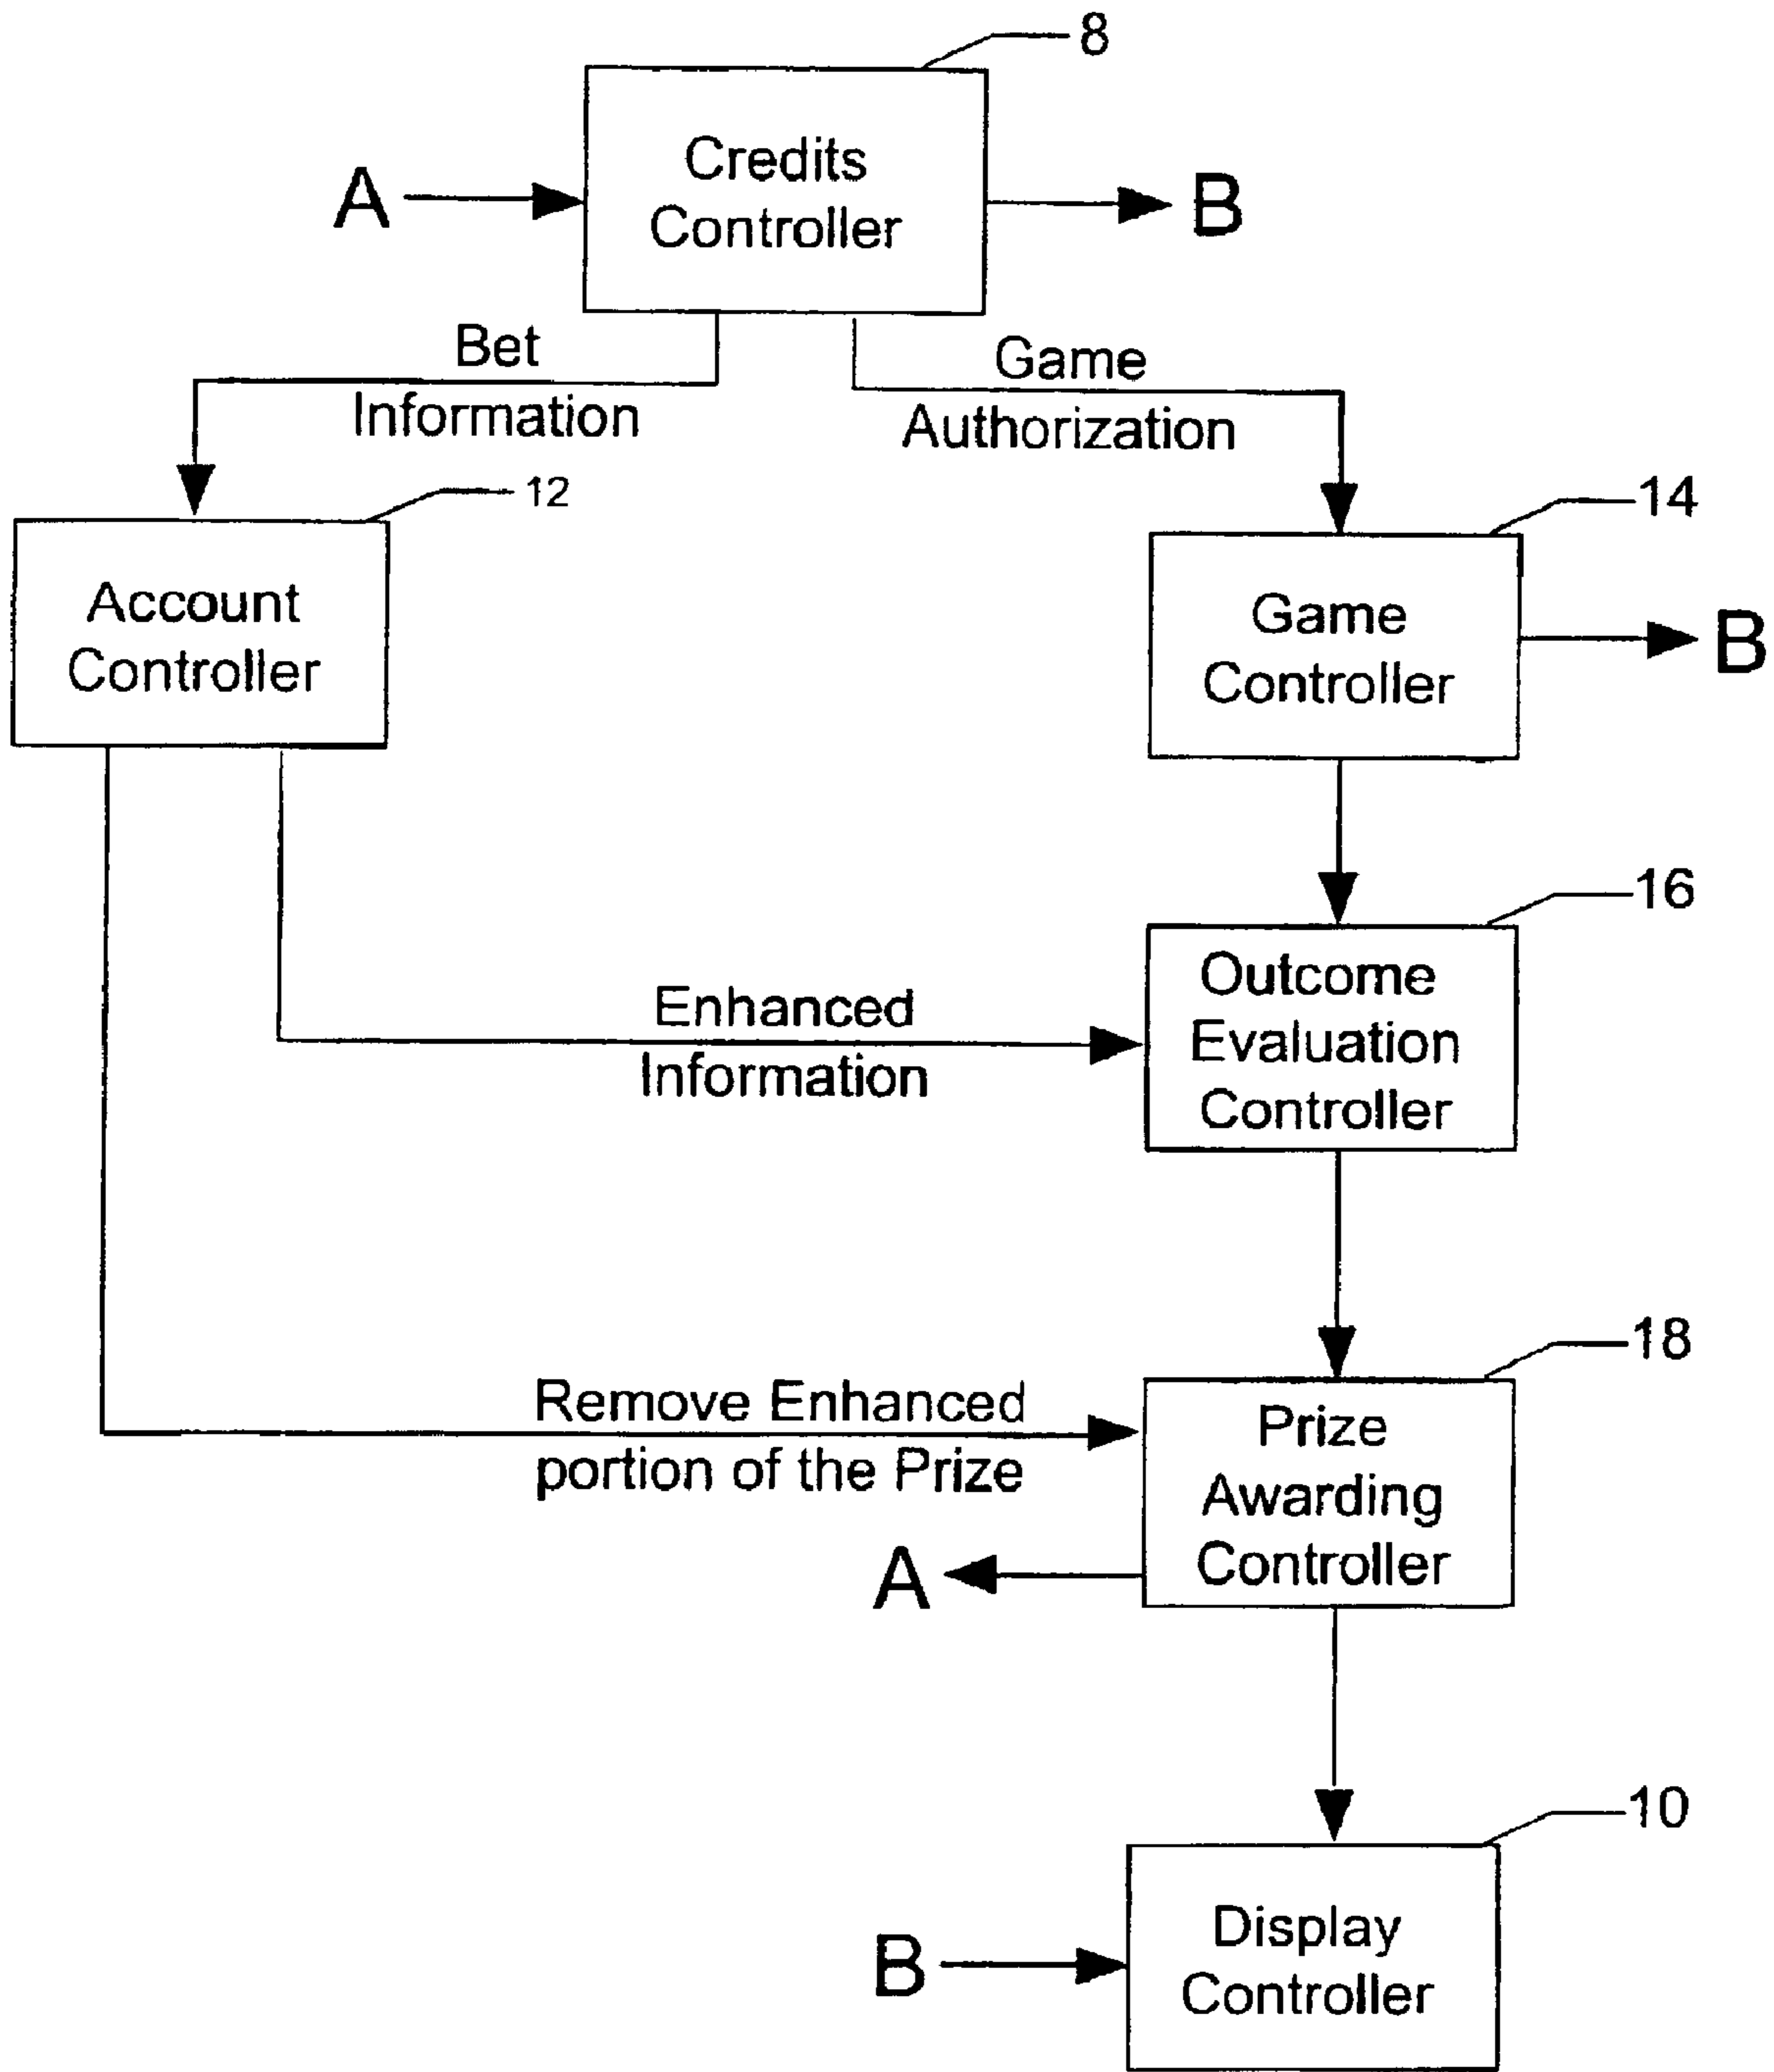 8
Credits
Controller
A
B
Bet
Information
Game
Authorization
12
14
Account
Controller
Game
Controller
B
16
Outcome
Evaluation
Controller
Enhanced
Information
18
Remove Enhanced
portion of the Prize
Prize
Awarding
Controller
A
10
Display
Controller
B